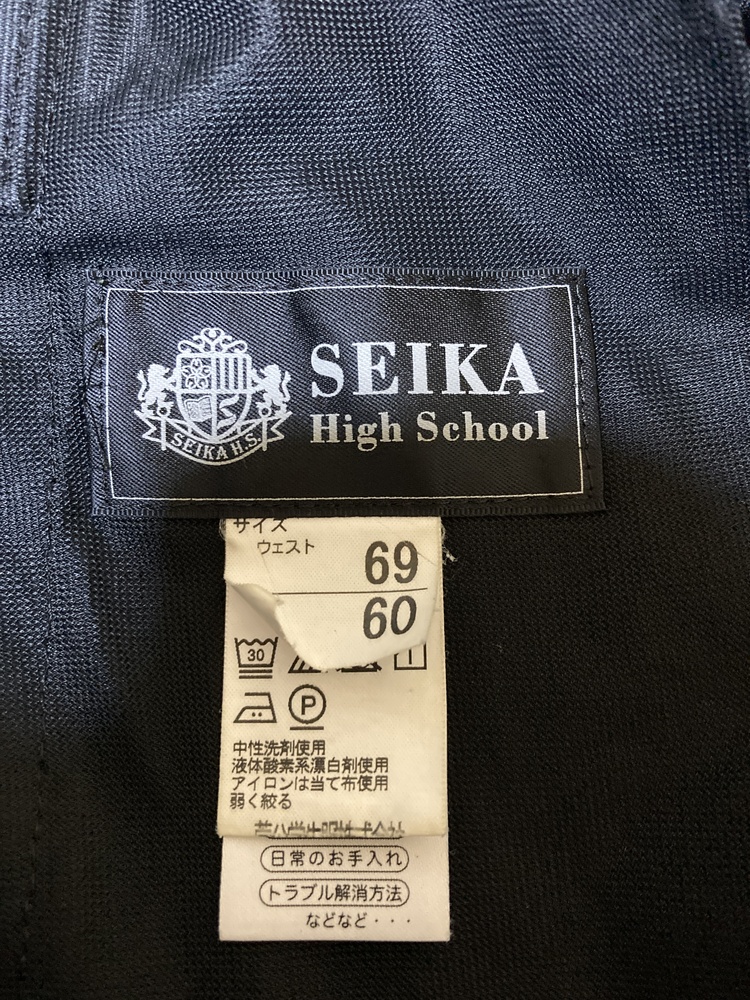 SEIKA
High School
SEIKA H.S.
サイズ
ウェスト
69
60
30
P
中性洗剤使用
液体酸素系漂白剤使用
アイロンは当て布使用
弱く絞る
日常のお手入れ
トラブル解消方法
などなど・・・